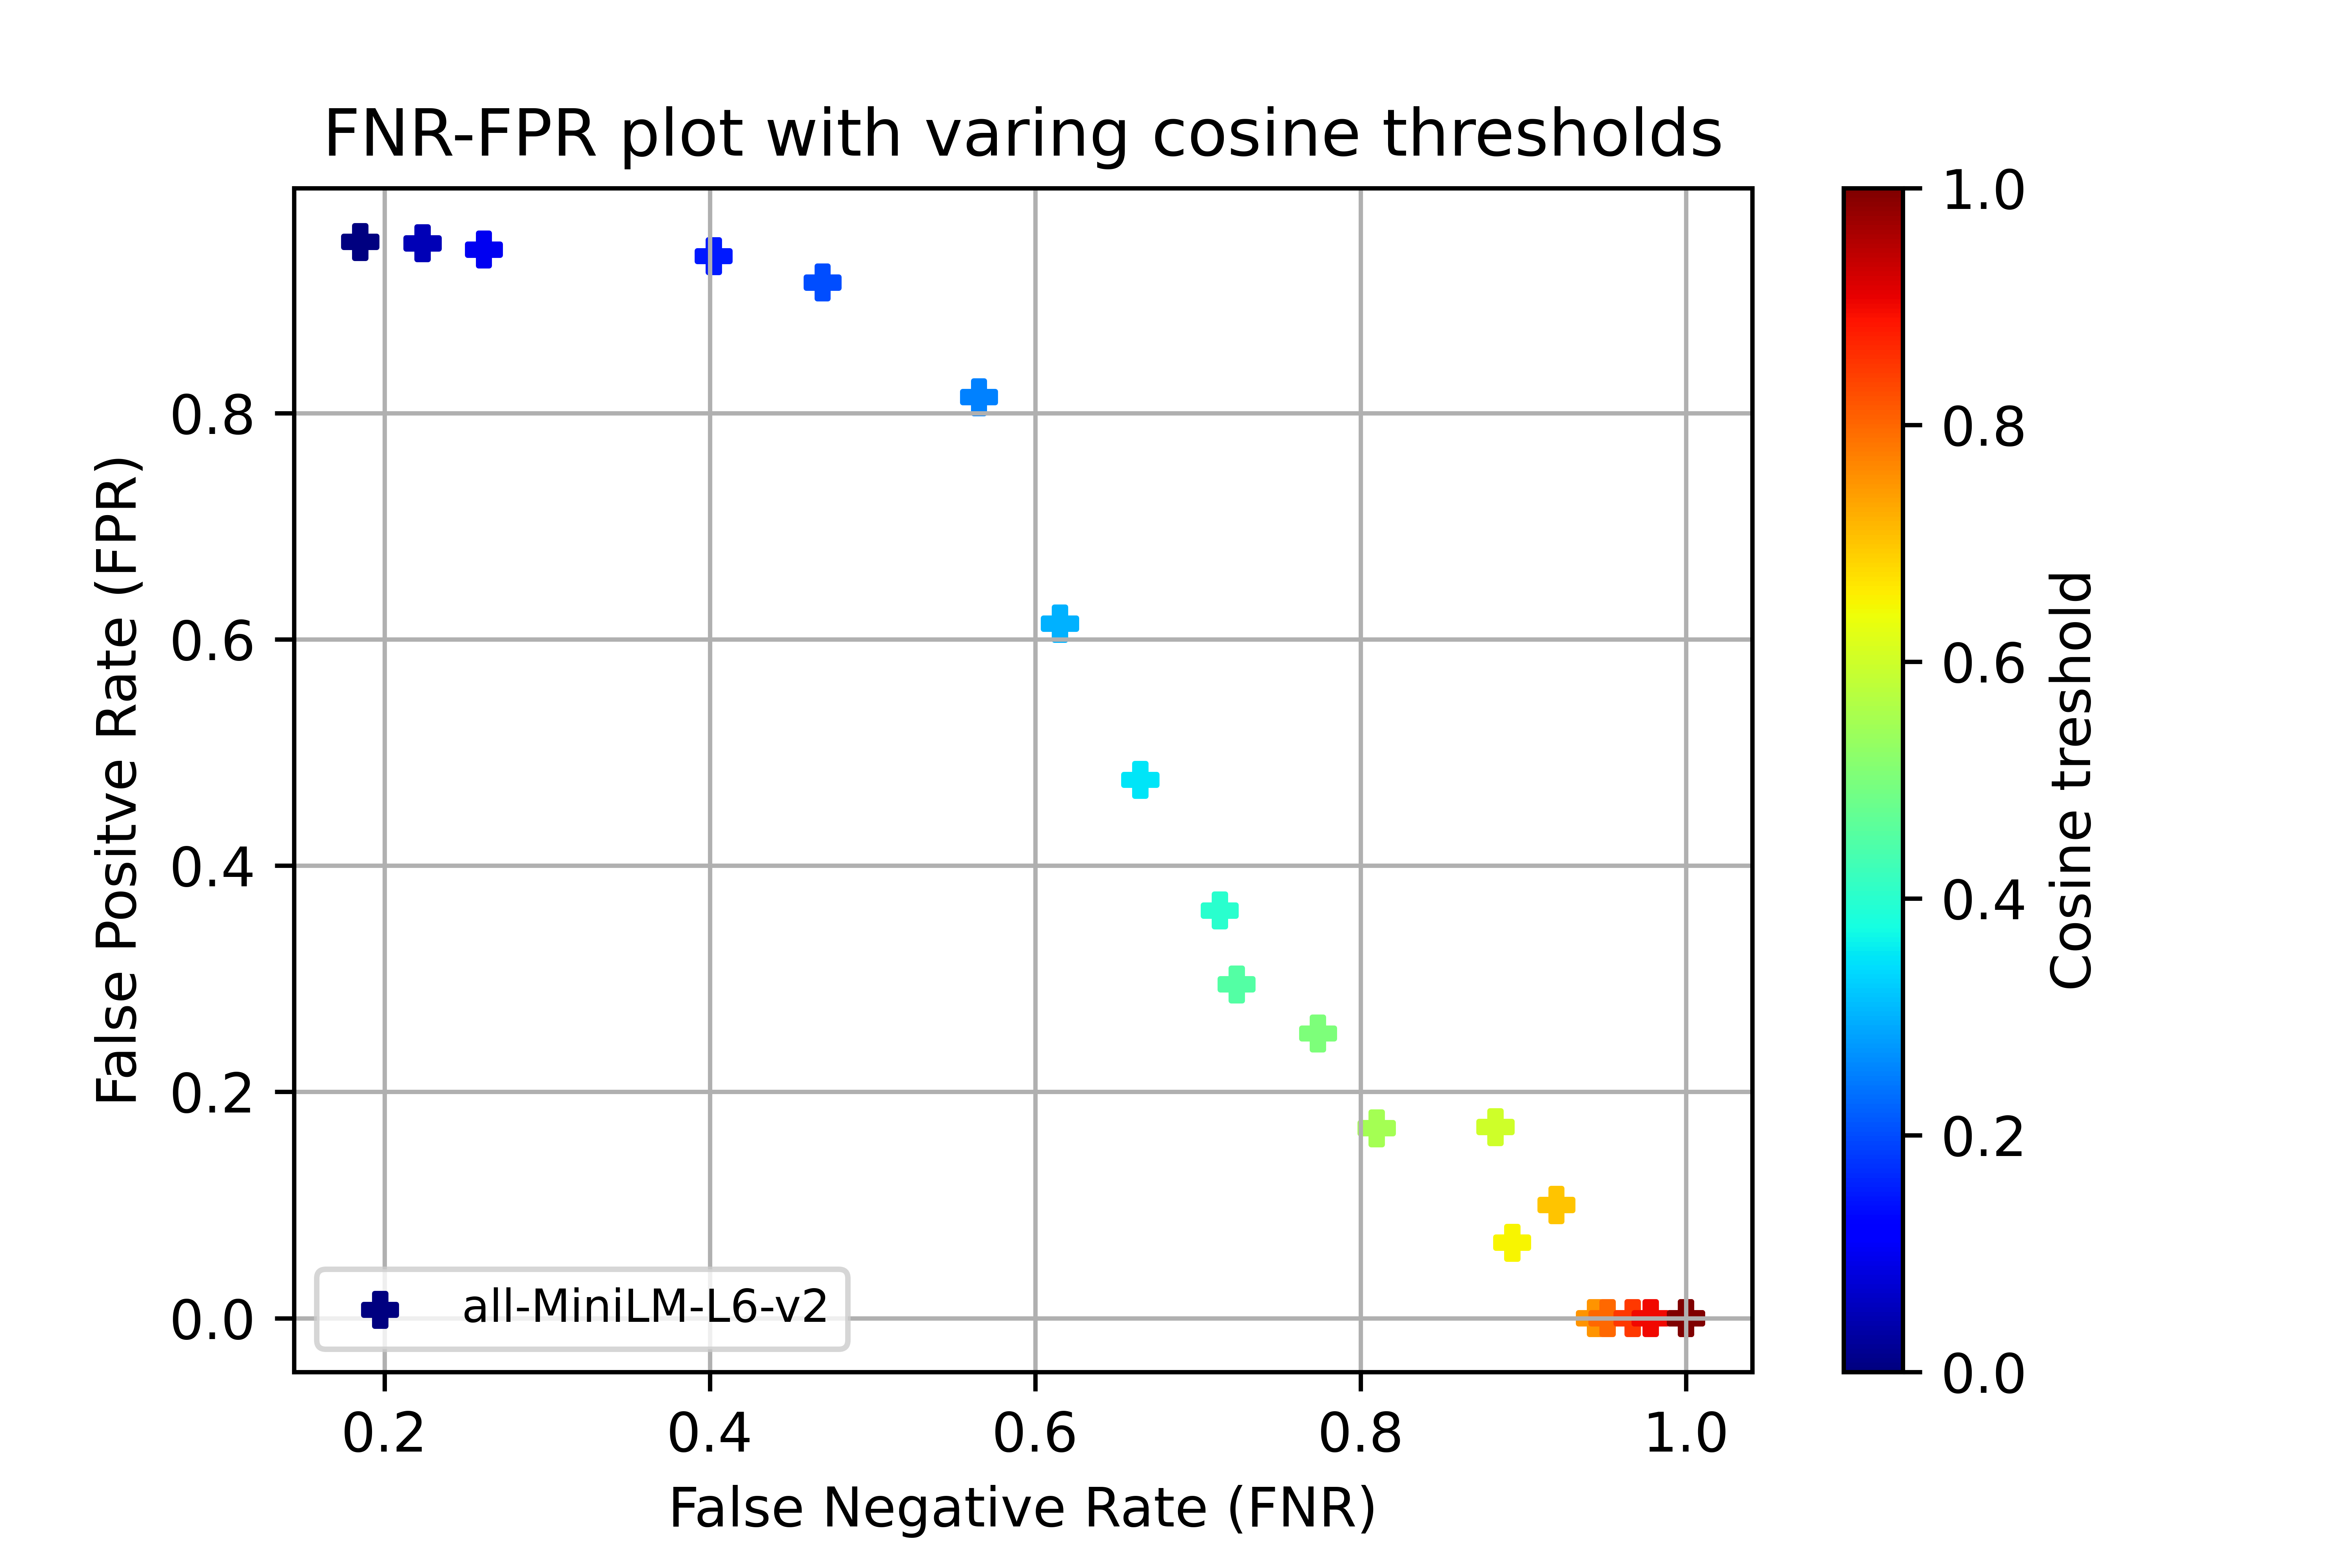 FNR-FPR plot with varing cosine thresholds
False Positve Rate (FPR)
0.8
0.6
0.4
0.2
0.0
all-MiniLM-L6-v2
0.2 0.4 0.6 0.8 1.0
False Negative Rate (FNR)
1.0
0.8
0.6
0.4
0.2
0.0
Cosine treshold